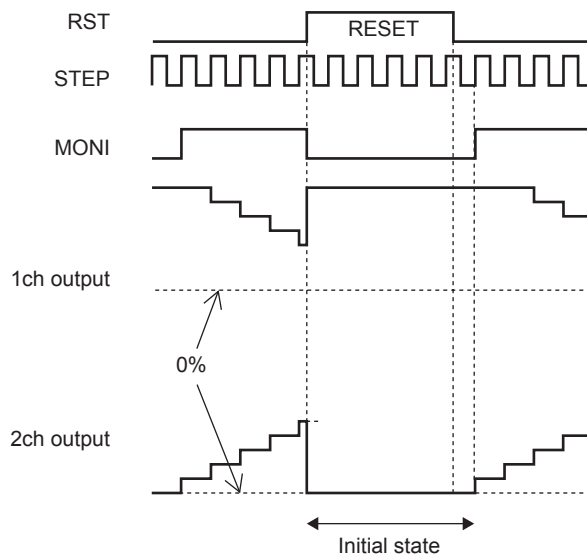 RST
RESET
STEP
MONI
1ch output
0%
2ch output
Initial state